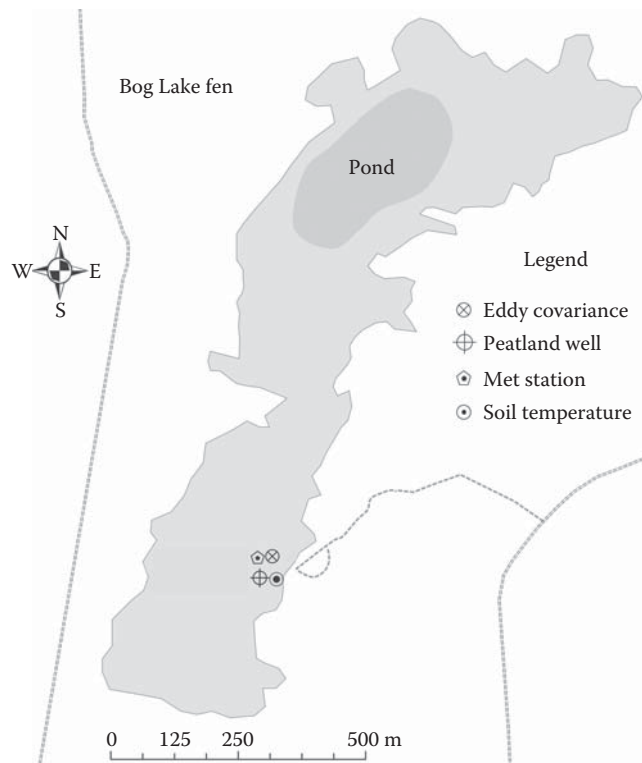 Bog Lake fen
Pond
N
W E
S
Legend
Eddy covariance
Peatland well
Met station
Soil temperature
0 125 250 500 m